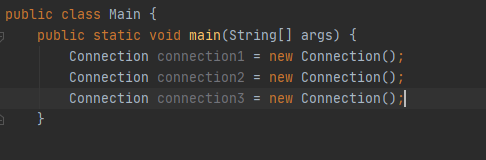 public class Main {
    public static void main(String[] args) {
        Connection connection1 = new Connection();
        Connection connection2 = new Connection();
        Connection connection3 = new Connection();
    }